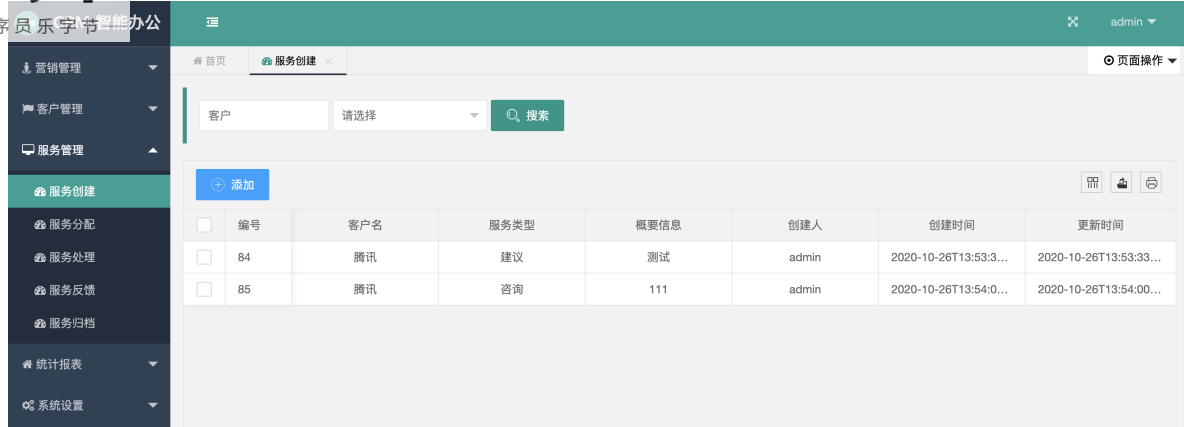 序员乐字节
智能办公
admin
首页
服务创建
页面操作
营销管理
客户管理
服务管理
服务创建
服务分配
服务处理
服务反馈
服务归档
统计报表
系统设置
客户
请选择
搜索
添加
编号 客户名 服务类型 概要信息 创建人 创建时间 更新时间
84 腾讯 建议 测试 admin 2020-10-26T13:53:3... 2020-10-26T13:53:33...
85 腾讯 咨询 111 admin 2020-10-26T13:54:0... 2020-10-26T13:54:00...